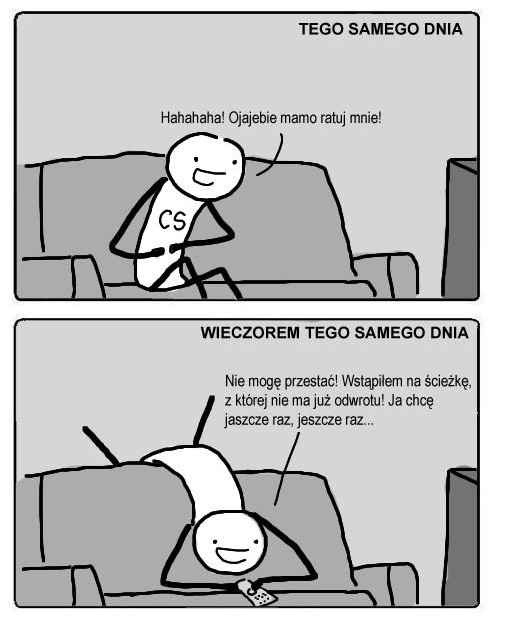 TEGO SAMEGO DNIA
Hahahaha! Ojajebie mamo ratuj mnie!
CS
WIECZOREM TEGO SAMEGO DNIA
Nie mogę przestać! Wstąpiłem na ścieżkę,
z której nie ma już odwrotu! Ja chcę
jaszcze raz, jeszcze raz...